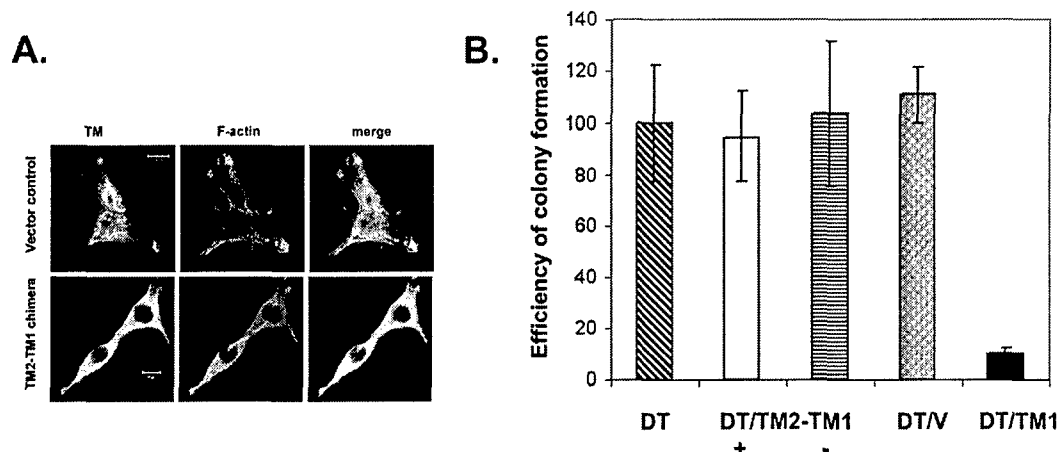 A.
TM F-actin merge
Vector control
TM2-TM1 chimera
B.
Efficiency of colony formation
140
120
100
80
60
40
20
0
DT DT/TM2-TM1 DT/V DT/TM1
+ -